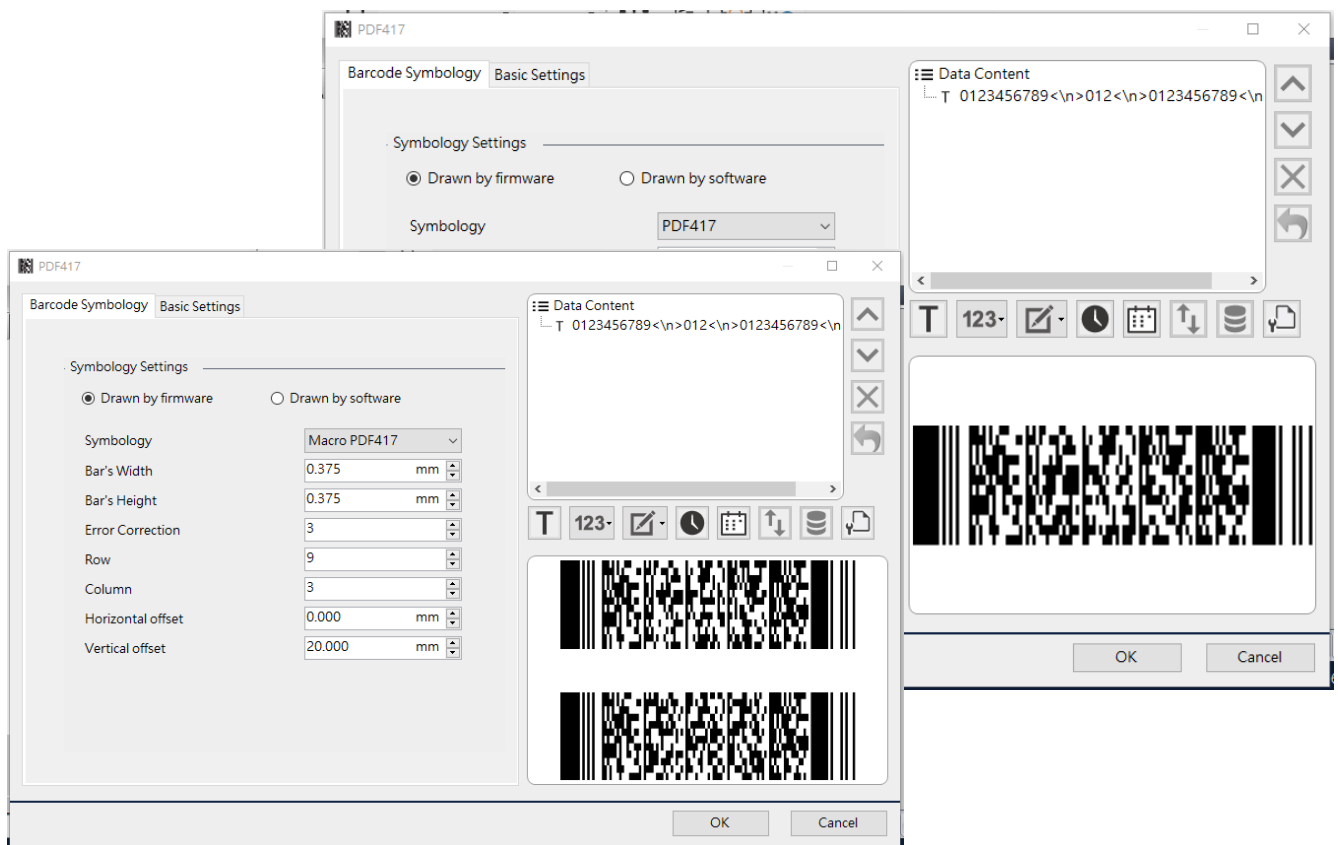 PDF417
Barcode Symbology Basic Settings
Symbology Settings
Drawn by firmware Drawn by software
Symbology PDF417
Data Content
T 0123456789<\n>012<\n>0123456789<\n
T 123
OK Cancel
PDF417
Barcode Symbology Basic Settings
Symbology Settings
Drawn by firmware Drawn by software
Symbology Macro PDF417
Bar's Width 0.375 mm
Bar's Height 0.375 mm
Error Correction 3
Row 9
Column 3
Horizontal offset 0.000 mm
Vertical offset 20.000 mm
Data Content
T 0123456789<\n>012<\n>0123456789<\n
T 123
OK Cancel